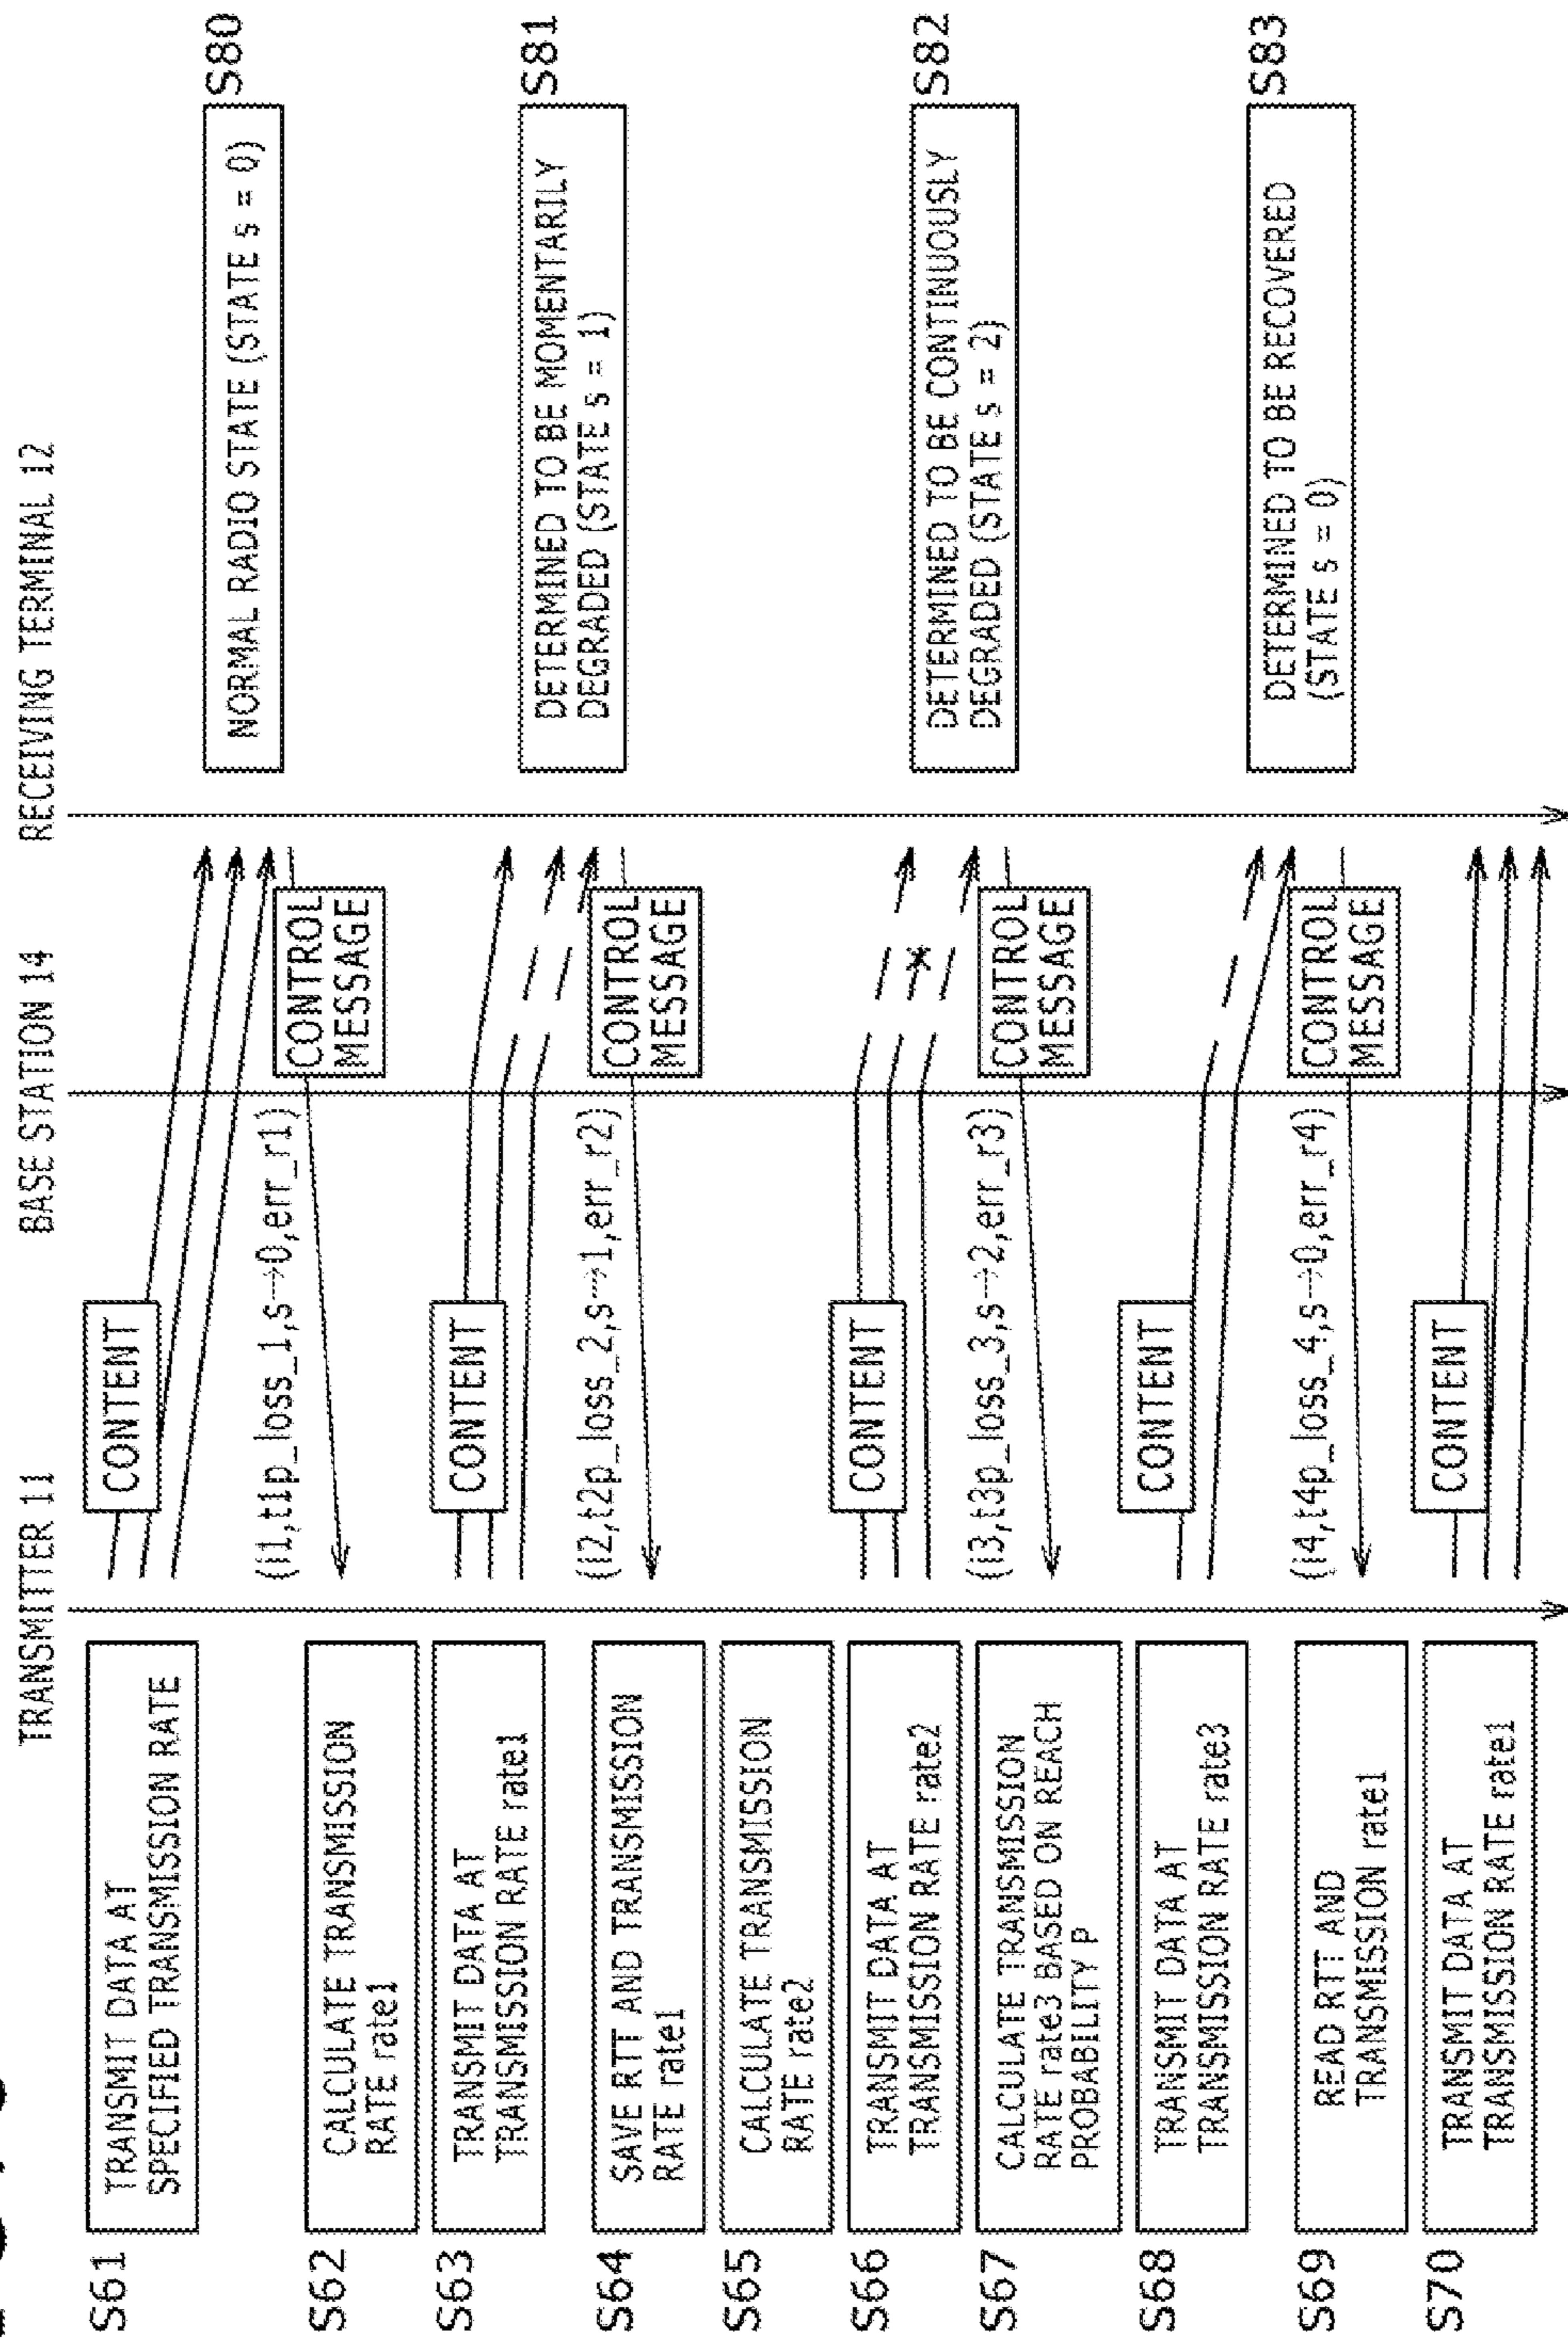 TRANSMITTER 11
BASE STATION 14
RECEIVING TERMINAL 12
S61
TRANSMIT DATA AT
SPECIFIED TRANSMISSION RATE
CONTENT
NORMAL RADIO STATE (STATE s = 0)
S80
CONTROL
MESSAGE
(i1,t1p_loss_1,s→0,err_r1)
S62
CALCULATE TRANSMISSION
RATE rate1
S63
TRANSMIT DATA AT
TRANSMISSION RATE rate1
CONTENT
DETERMINED TO BE MOMENTARILY
DEGRADED (STATE s = 1)
S81
CONTROL
MESSAGE
(i2,t2p_loss_2,s→1,err_r2)
S64
SAVE RTT AND TRANSMISSION
RATE rate1
S65
CALCULATE TRANSMISSION
RATE rate2
S66
TRANSMIT DATA AT
TRANSMISSION RATE rate2
CONTENT
DETERMINED TO BE CONTINUOUSLY
DEGRADED (STATE s = 2)
S82
CONTROL
MESSAGE
(i3,t3p_loss_3,s→2,err_r3)
S67
CALCULATE TRANSMISSION
RATE rate3 BASED ON REACH
PROBABILITY P
S68
TRANSMIT DATA AT
TRANSMISSION RATE rate3
CONTENT
DETERMINED TO BE RECOVERED
(STATE s = 0)
S83
CONTROL
MESSAGE
(i4,t4p_loss_4,s→0,err_r4)
S69
READ RTT AND
TRANSMISSION rate1
S70
TRANSMIT DATA AT
TRANSMISSION RATE rate1
CONTENT